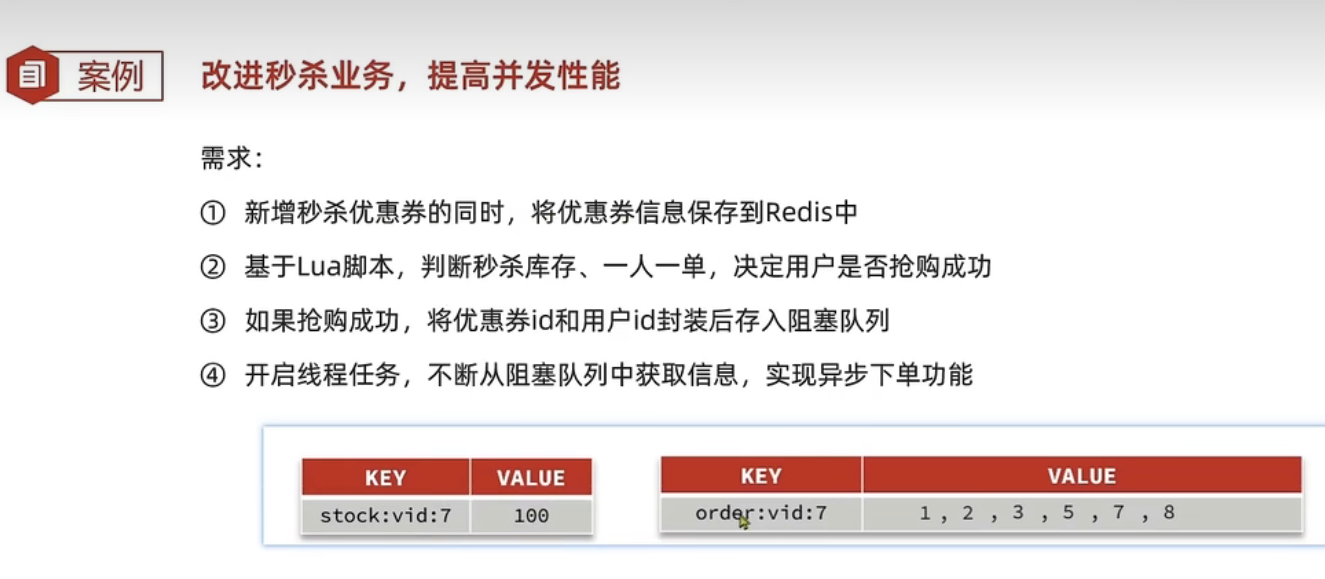 案例 改进秒杀业务，提高并发性能
需求：
① 新增秒杀优惠券的同时，将优惠券信息保存到Redis中
② 基于Lua脚本，判断秒杀库存、一人一单，决定用户是否抢购成功
③ 如果抢购成功，将优惠券id和用户id封装后存入阻塞队列
④ 开启线程任务，不断从阻塞队列中获取信息，实现异步下单功能
KEY VALUE
stock:vid:7 100
KEY VALUE
order:vid:7 1 , 2 , 3 , 5 , 7 , 8